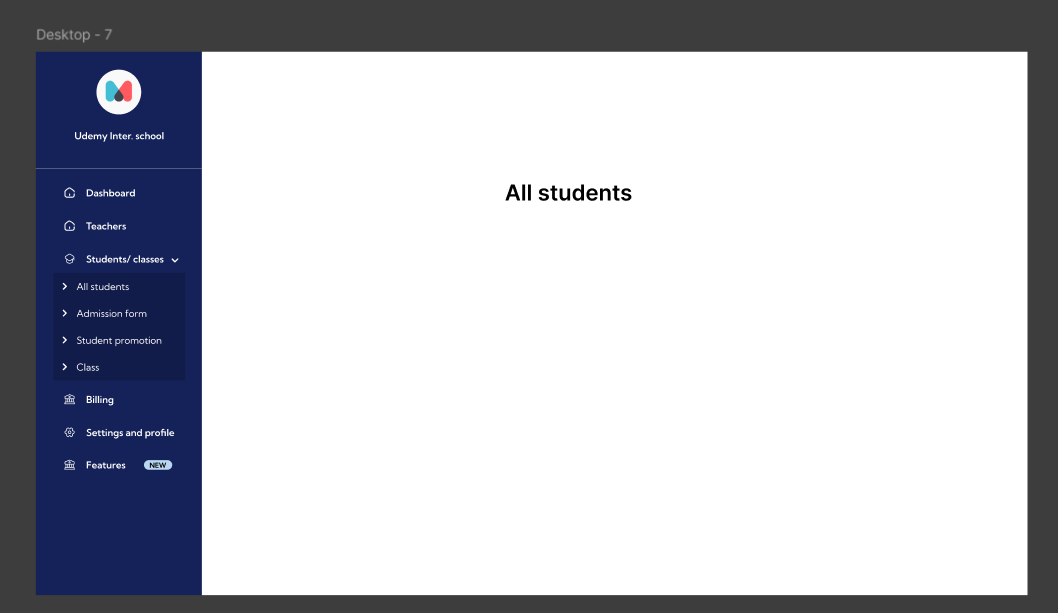 Desktop - 7
Udemy Inter. school
Dashboard
Teachers
Students/ classes
All students
Admission form
Student promotion
Class
Billing
Settings and profile
Features NEW
All students